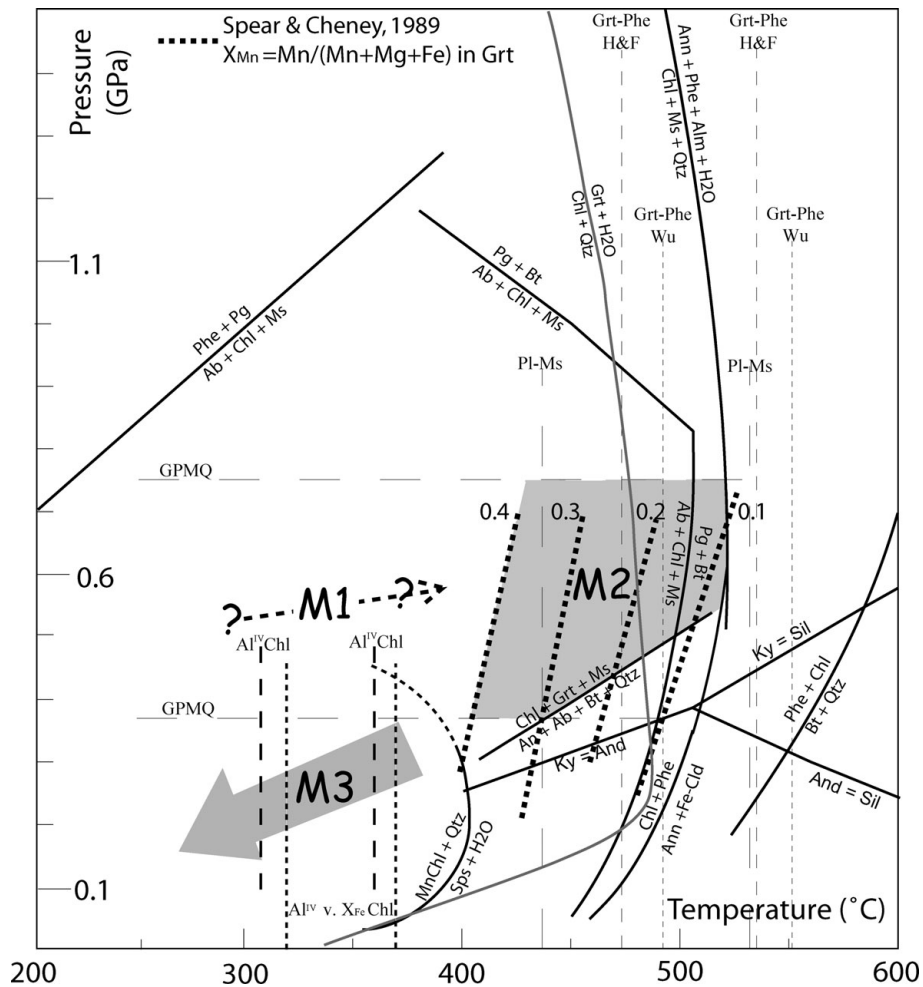 Spear & Cheney, 1989
XMn =Mn/(Mn+Mg+Fe) in Grt
Pressure
(GPa)
Grt-Phe
H&F
Grt-Phe
H&F
Ann + Phe + Alm + H2O
Chl + Ms + Qtz
Grt + H2O
Chl + Qtz
Grt-Phe
Wu
Grt-Phe
Wu
1.1
Pg + Bt
Ab + Chl + Ms
Phe + Pg
Ab + Chl + Ms
Pl-Ms
Pl-Ms
GPMQ
0.4
0.3
0.2
0.1
Ab + Chl + Ms
Pg + Bt
0.6
M2
? M1 ?
AlIVChl
AlIVChl
Ky = Sil
Chl + Grt + Ms
An + Ab + Bt + Qtz
Phe + Chl
Bt + Qtz
GPMQ
Ky = And
And = Sil
M3
Chl + Phe
Ann +Fe-Cld
MnChl + Qtz
Sps + H2O
0.1
AlIV v. XFe Chl
Temperature (˚C)
200
300
400
500
600